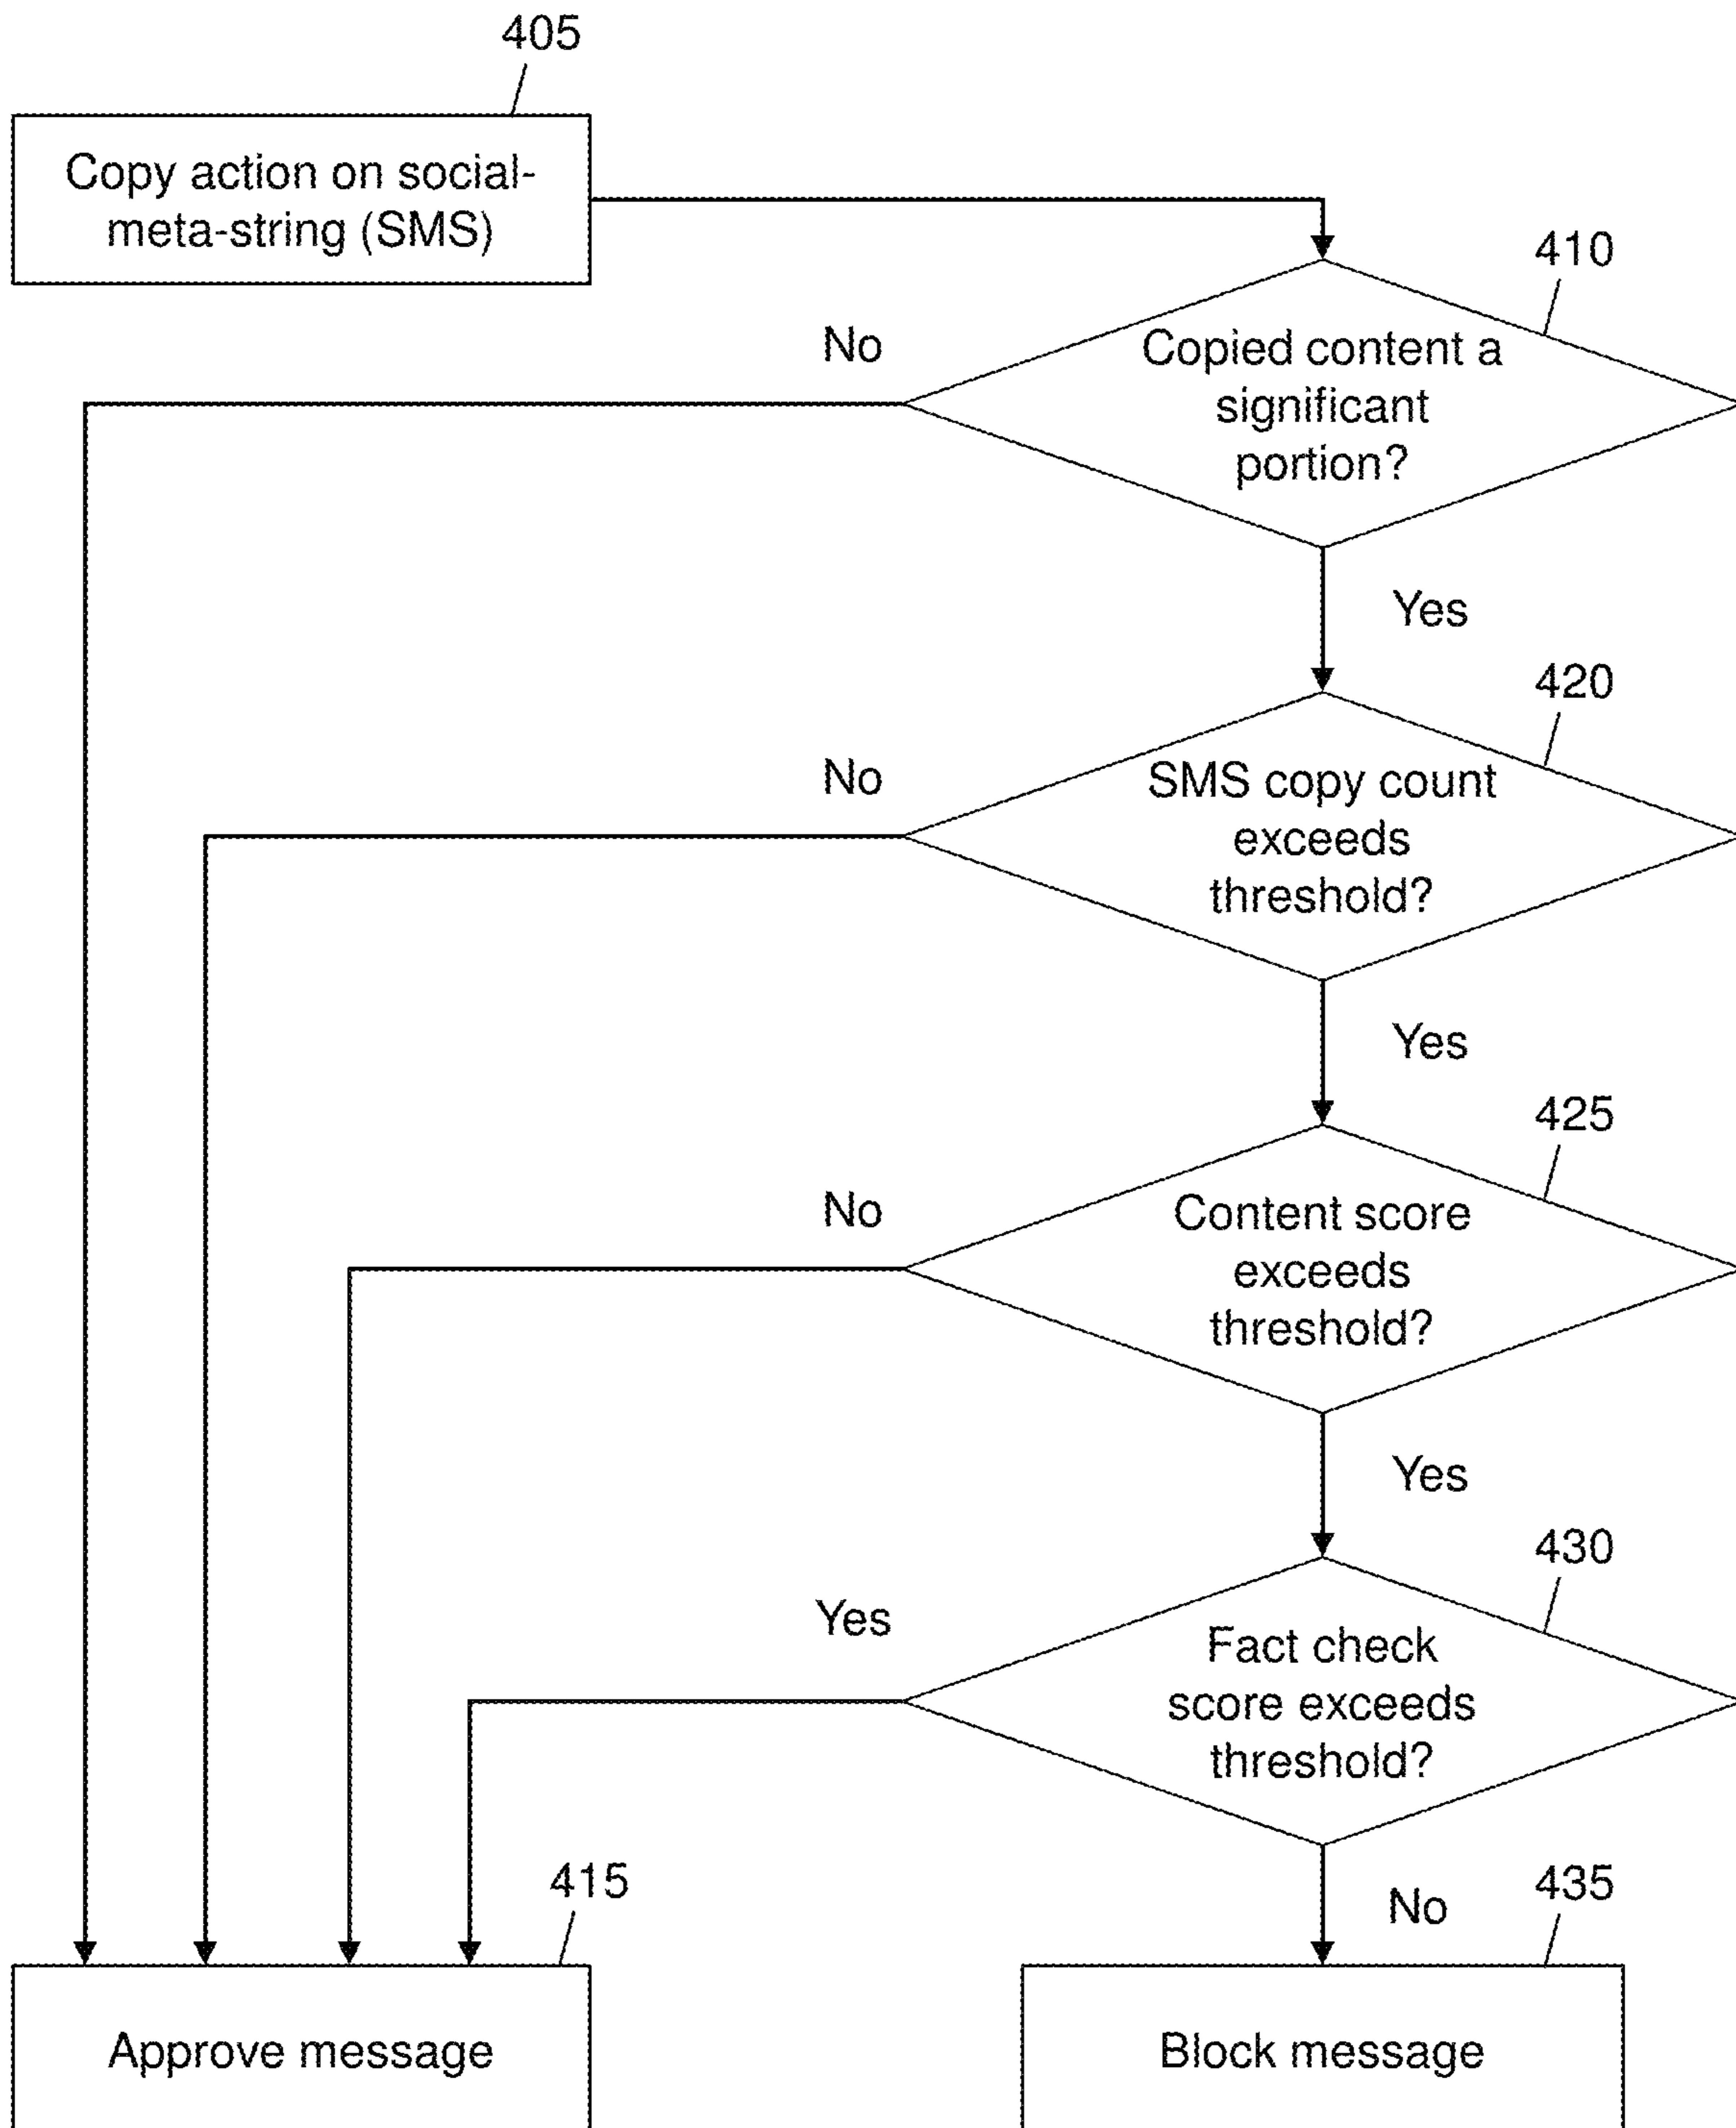 405
Copy action on social-
meta-string (SMS)
410
No
Copied content a
significant
portion?
Yes
420
No
SMS copy count
exceeds
threshold?
Yes
425
No
Content score
exceeds
threshold?
Yes
430
Yes
Fact check
score exceeds
threshold?
415
No
435
Approve message
Block message